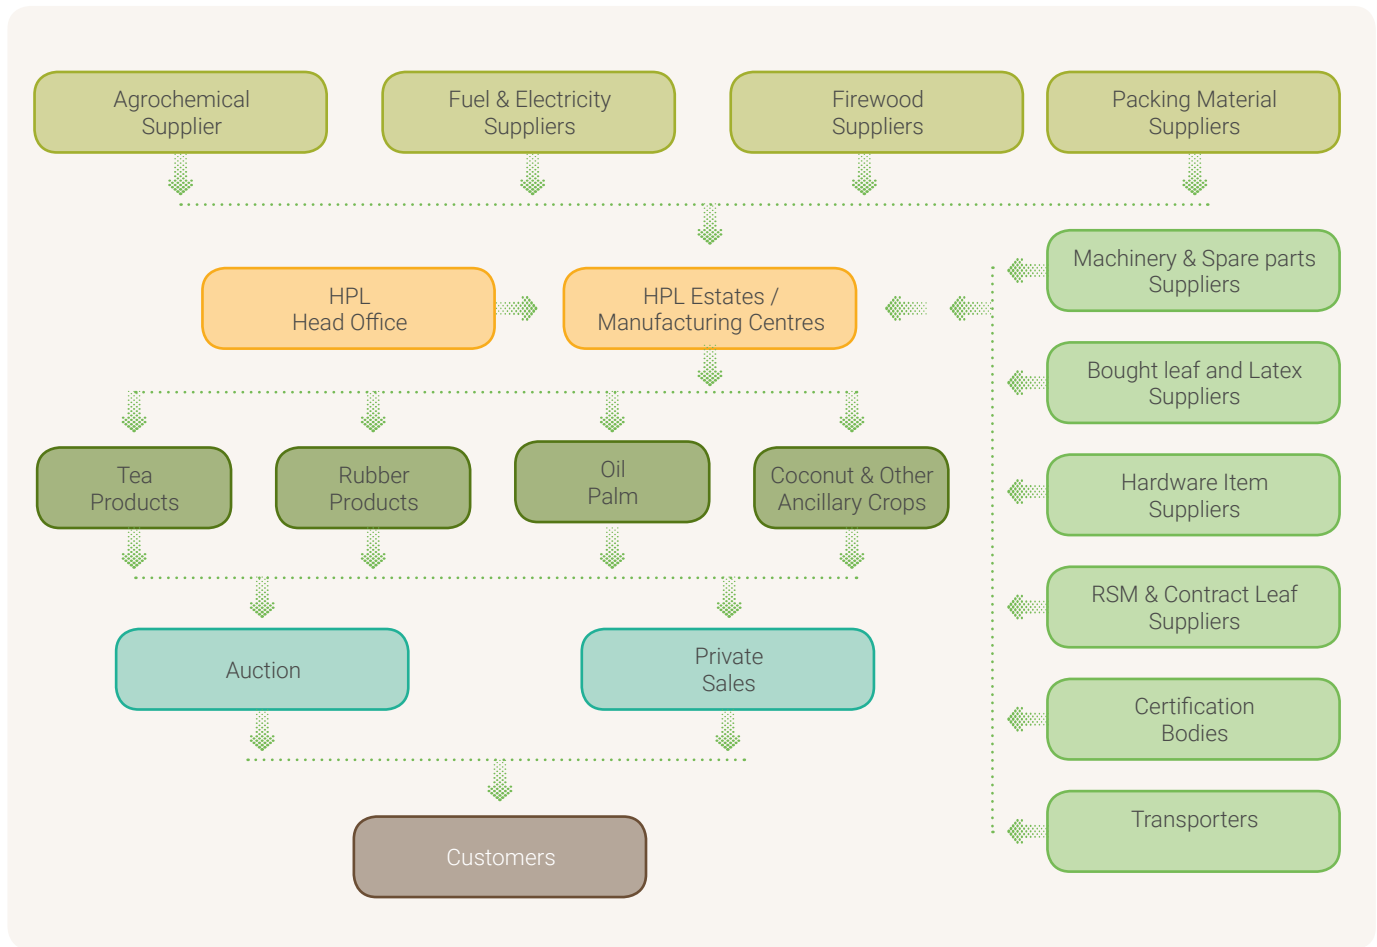 Agrochemical
Supplier
Fuel & Electricity
Suppliers
Firewood
Suppliers
Packing Material
Suppliers
Machinery & Spare parts
Suppliers
HPL
Head Office
HPL Estates /
Manufacturing Centres
Bought leaf and Latex
Suppliers
Tea
Products
Rubber
Products
Oil
Palm
Coconut & Other
Ancillary Crops
Hardware Item
Suppliers
RSM & Contract Leaf
Suppliers
Auction
Private
Sales
Certification
Bodies
Transporters
Customers